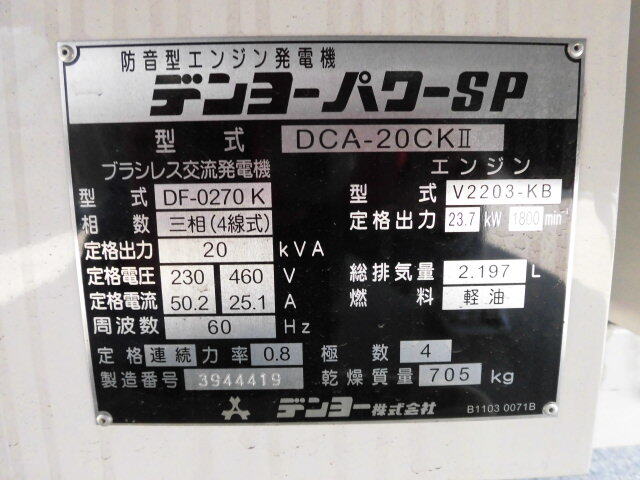 防音型エンジン発電機
デンヨーパワーSP
型式 DCA-20CKⅡ
ブラシレス交流発電機
型式 DF-0270 K
相数 三相(4線式)
定格出力 20 kVA
定格電圧 230 460 V
定格電流 50.2 25.1 A
周波数 60 Hz
エンジン
型式 V2203-KB
定格出力 23.7 kW 1800 min
総排気量 2.197 L
燃料 軽油
定格 連続 力率 0.8 極数 4
製造番号 3944419 乾燥質量 705 kg
デンヨー株式会社 B1103 0071B